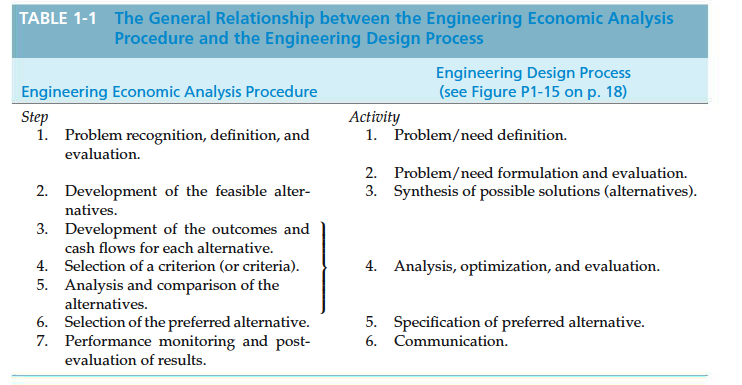 TABLE 1-1 The General Relationship between the Engineering Economic Analysis
Procedure and the Engineering Design Process
Engineering Economic Analysis Procedure
Engineering Design Process
(see Figure P1-15 on p. 18)
Step
1. Problem recognition, definition, and
evaluation.
2. Development of the feasible alter-
natives.
3. Development of the outcomes and
cash flows for each alternative.
4. Selection of a criterion (or criteria).
5. Analysis and comparison of the
alternatives.
6. Selection of the preferred alternative.
7. Performance monitoring and post-
evaluation of results.
Activity
1. Problem/need definition.
2. Problem/need formulation and evaluation.
3. Synthesis of possible solutions (alternatives).
4. Analysis, optimization, and evaluation.
5. Specification of preferred alternative.
6. Communication.